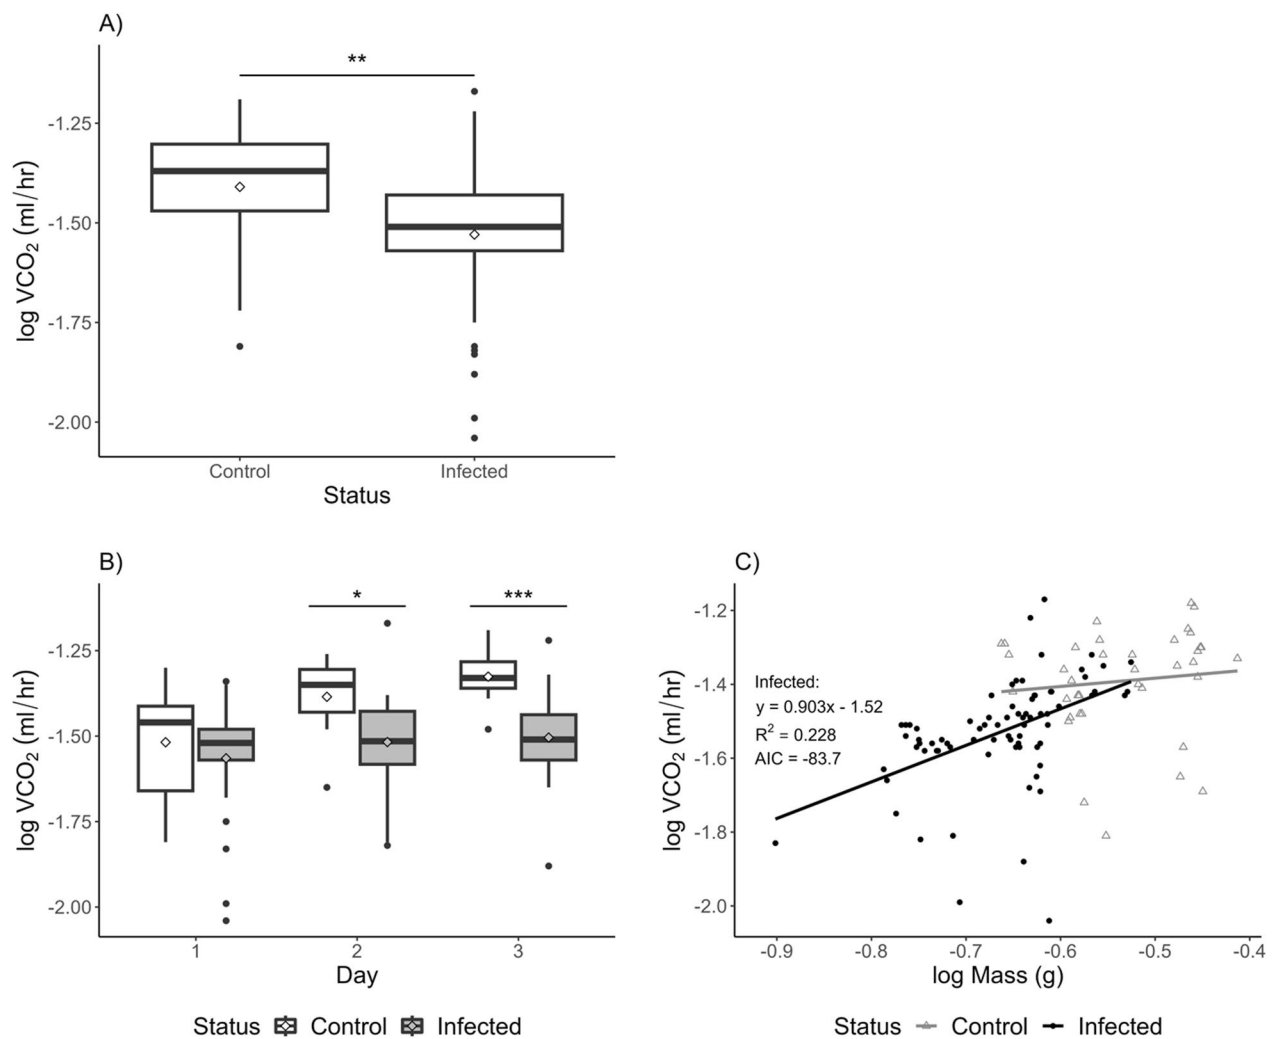 A)
**
-1.25
-1.50
-1.75
-2.00
log VCO2 (ml/hr)
Control Infected
Status
B)
* ***
-1.25
-1.50
-1.75
-2.00
log VCO2 (ml/hr)
1 2 3
Day
Status Control Infected
C)
-1.2
-1.4
-1.6
-1.8
-2.0
log VCO2 (ml/hr)
Infected:
y = 0.903x - 1.52
R2 = 0.228
AIC = -83.7
-0.9 -0.8 -0.7 -0.6 -0.5 -0.4
log Mass (g)
Status Control Infected